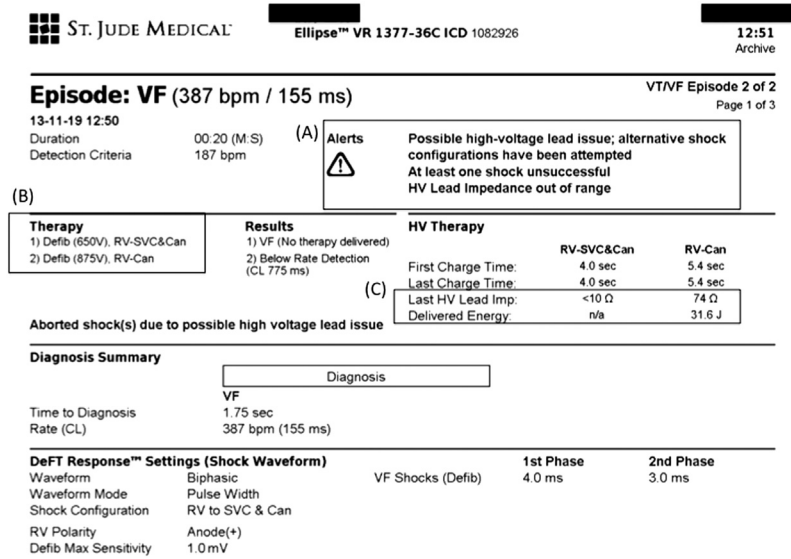 ST. JUDE MEDICAL™
Ellipse™ VR 1377-36C ICD 1082926
12:51
Archive
Episode: VF (387 bpm / 155 ms)
VT/VF Episode 2 of 2
Page 1 of 3
13-11-19 12:50
Duration 00:20 (M:S)
Detection Criteria 187 bpm
(A) Alerts
Possible high-voltage lead issue; alternative shock
configurations have been attempted
At least one shock unsuccessful
HV Lead Impedance out of range
(B)
Therapy
1) Defib (650V), RV-SVC&Can
2) Defib (875V), RV-Can
Results
1) VF (No therapy delivered)
2) Below Rate Detection
(CL 775 ms)
HV Therapy
RV-SVC&Can RV-Can
First Charge Time: 4.0 sec 5.4 sec
Last Charge Time: 4.0 sec 5.4 sec
(C)
Last HV Lead Imp: <10 Ω 74 Ω
Delivered Energy: n/a 31.6 J
Aborted shock(s) due to possible high voltage lead issue
Diagnosis Summary
Diagnosis
VF
Time to Diagnosis 1.75 sec
Rate (CL) 387 bpm (155 ms)
DeFT Response™ Settings (Shock Waveform)
1st Phase 2nd Phase
Waveform Biphasic VF Shocks (Defib) 4.0 ms 3.0 ms
Waveform Mode Pulse Width
Shock Configuration RV to SVC & Can
RV Polarity Anode(+)
Defib Max Sensitivity 1.0 mV